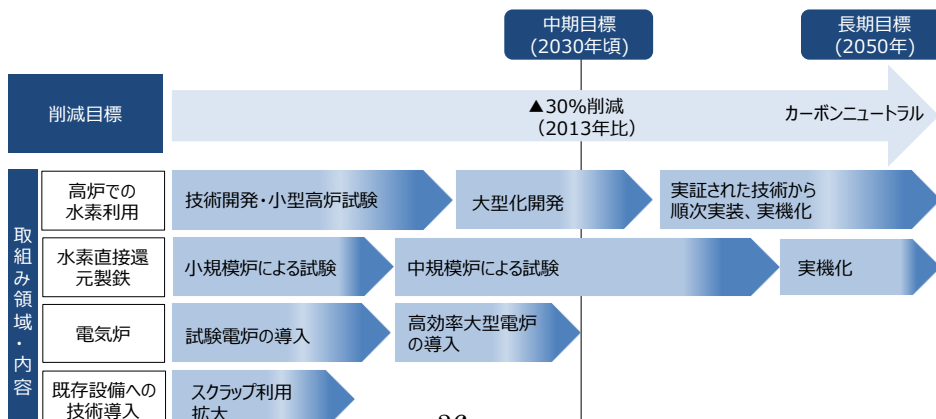 中期目標
(2030年頃)
長期目標
(2050年)
削減目標
▲30%削減
(2013年比)
カーボンニュートラル
取組み領域・内容
高炉での
水素利用
技術開発・小型高炉試験
大型化開発
実証された技術から
順次実装、実機化
水素直接還
元製鉄
小規模炉による試験
中規模炉による試験
実機化
電気炉
試験電炉の導入
高効率大型電炉
の導入
既存設備への
技術導入
スクラップ利用
拡大